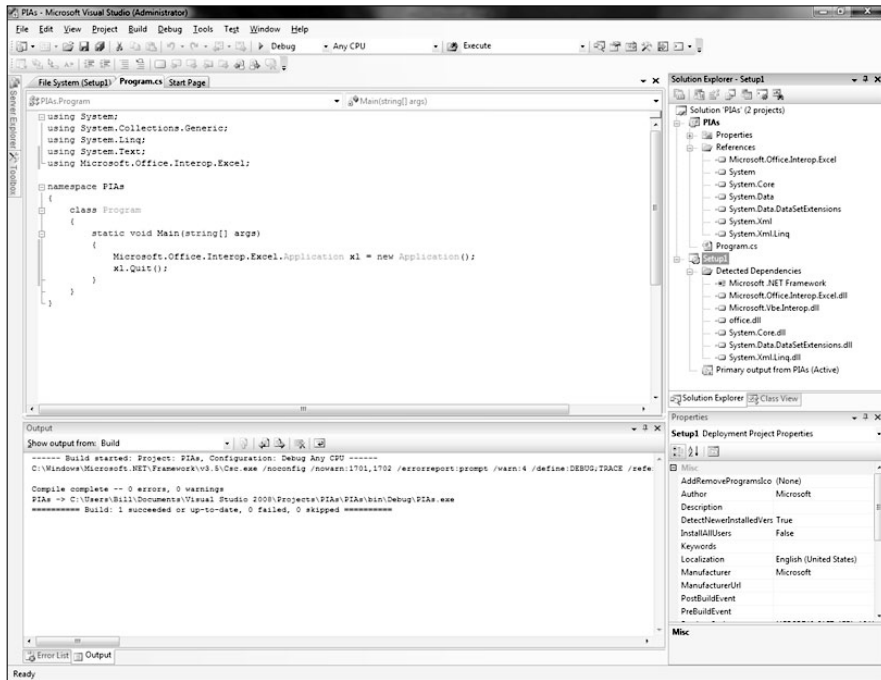 PIAs - Microsoft Visual Studio (Administrator)
File Edit View Project Build Debug Tools Test Window Help
Debug Any CPU Execute
File System (Setup1) Program.cs Start Page
PIAs.Program Main(string[] args)
using System;
using System.Collections.Generic;
using System.Linq;
using System.Text;
using Microsoft.Office.Interop.Excel;
namespace PIAs
{
class Program
{
static void Main(string[] args)
{
Microsoft.Office.Interop.Excel.Application xl = new Application();
xl.Quit();
}
}
}
Server Explorer
Toolbox
Output
Show output from: Build
------ Build started: Project: PIAs, Configuration: Debug Any CPU ------
C:\Windows\Microsoft.NET\Framework\v3.5\Csc.exe /noconfig /nowarn:1701,1702 /errorreport:prompt /warn:4 /define:DEBUG;TRACE /refe
Compile complete -- 0 errors, 0 warnings
PIAs -> C:\Users\Bill\Documents\Visual Studio 2008\Projects\PIAs\PIAs\bin\Debug\PIAs.exe
========== Build: 1 succeeded or up-to-date, 0 failed, 0 skipped ==========
Error List Output
Ready
Solution Explorer - Setup1
Solution 'PIAs' (2 projects)
PIAs
Properties
References
Microsoft.Office.Interop.Excel
System
System.Core
System.Data
System.Data.DataSetExtensions
System.Xml
System.Xml.Linq
Program.cs
Setup1
Detected Dependencies
Microsoft .NET Framework
Microsoft.Office.Interop.Excel.dll
Microsoft.Vbe.Interop.dll
office.dll
System.Core.dll
System.Data.DataSetExtensions.dll
System.Xml.Linq.dll
Primary output from PIAs (Active)
Solution Explorer Class View
Properties
Setup1 Deployment Project Properties
Misc
AddRemoveProgramsIco (None)
Author Microsoft
Description
DetectNewerInstalledVers True
InstallAllUsers False
Keywords
Localization English (United States)
Manufacturer Microsoft
ManufacturerUrl
PostBuildEvent
PreBuildEvent
Misc